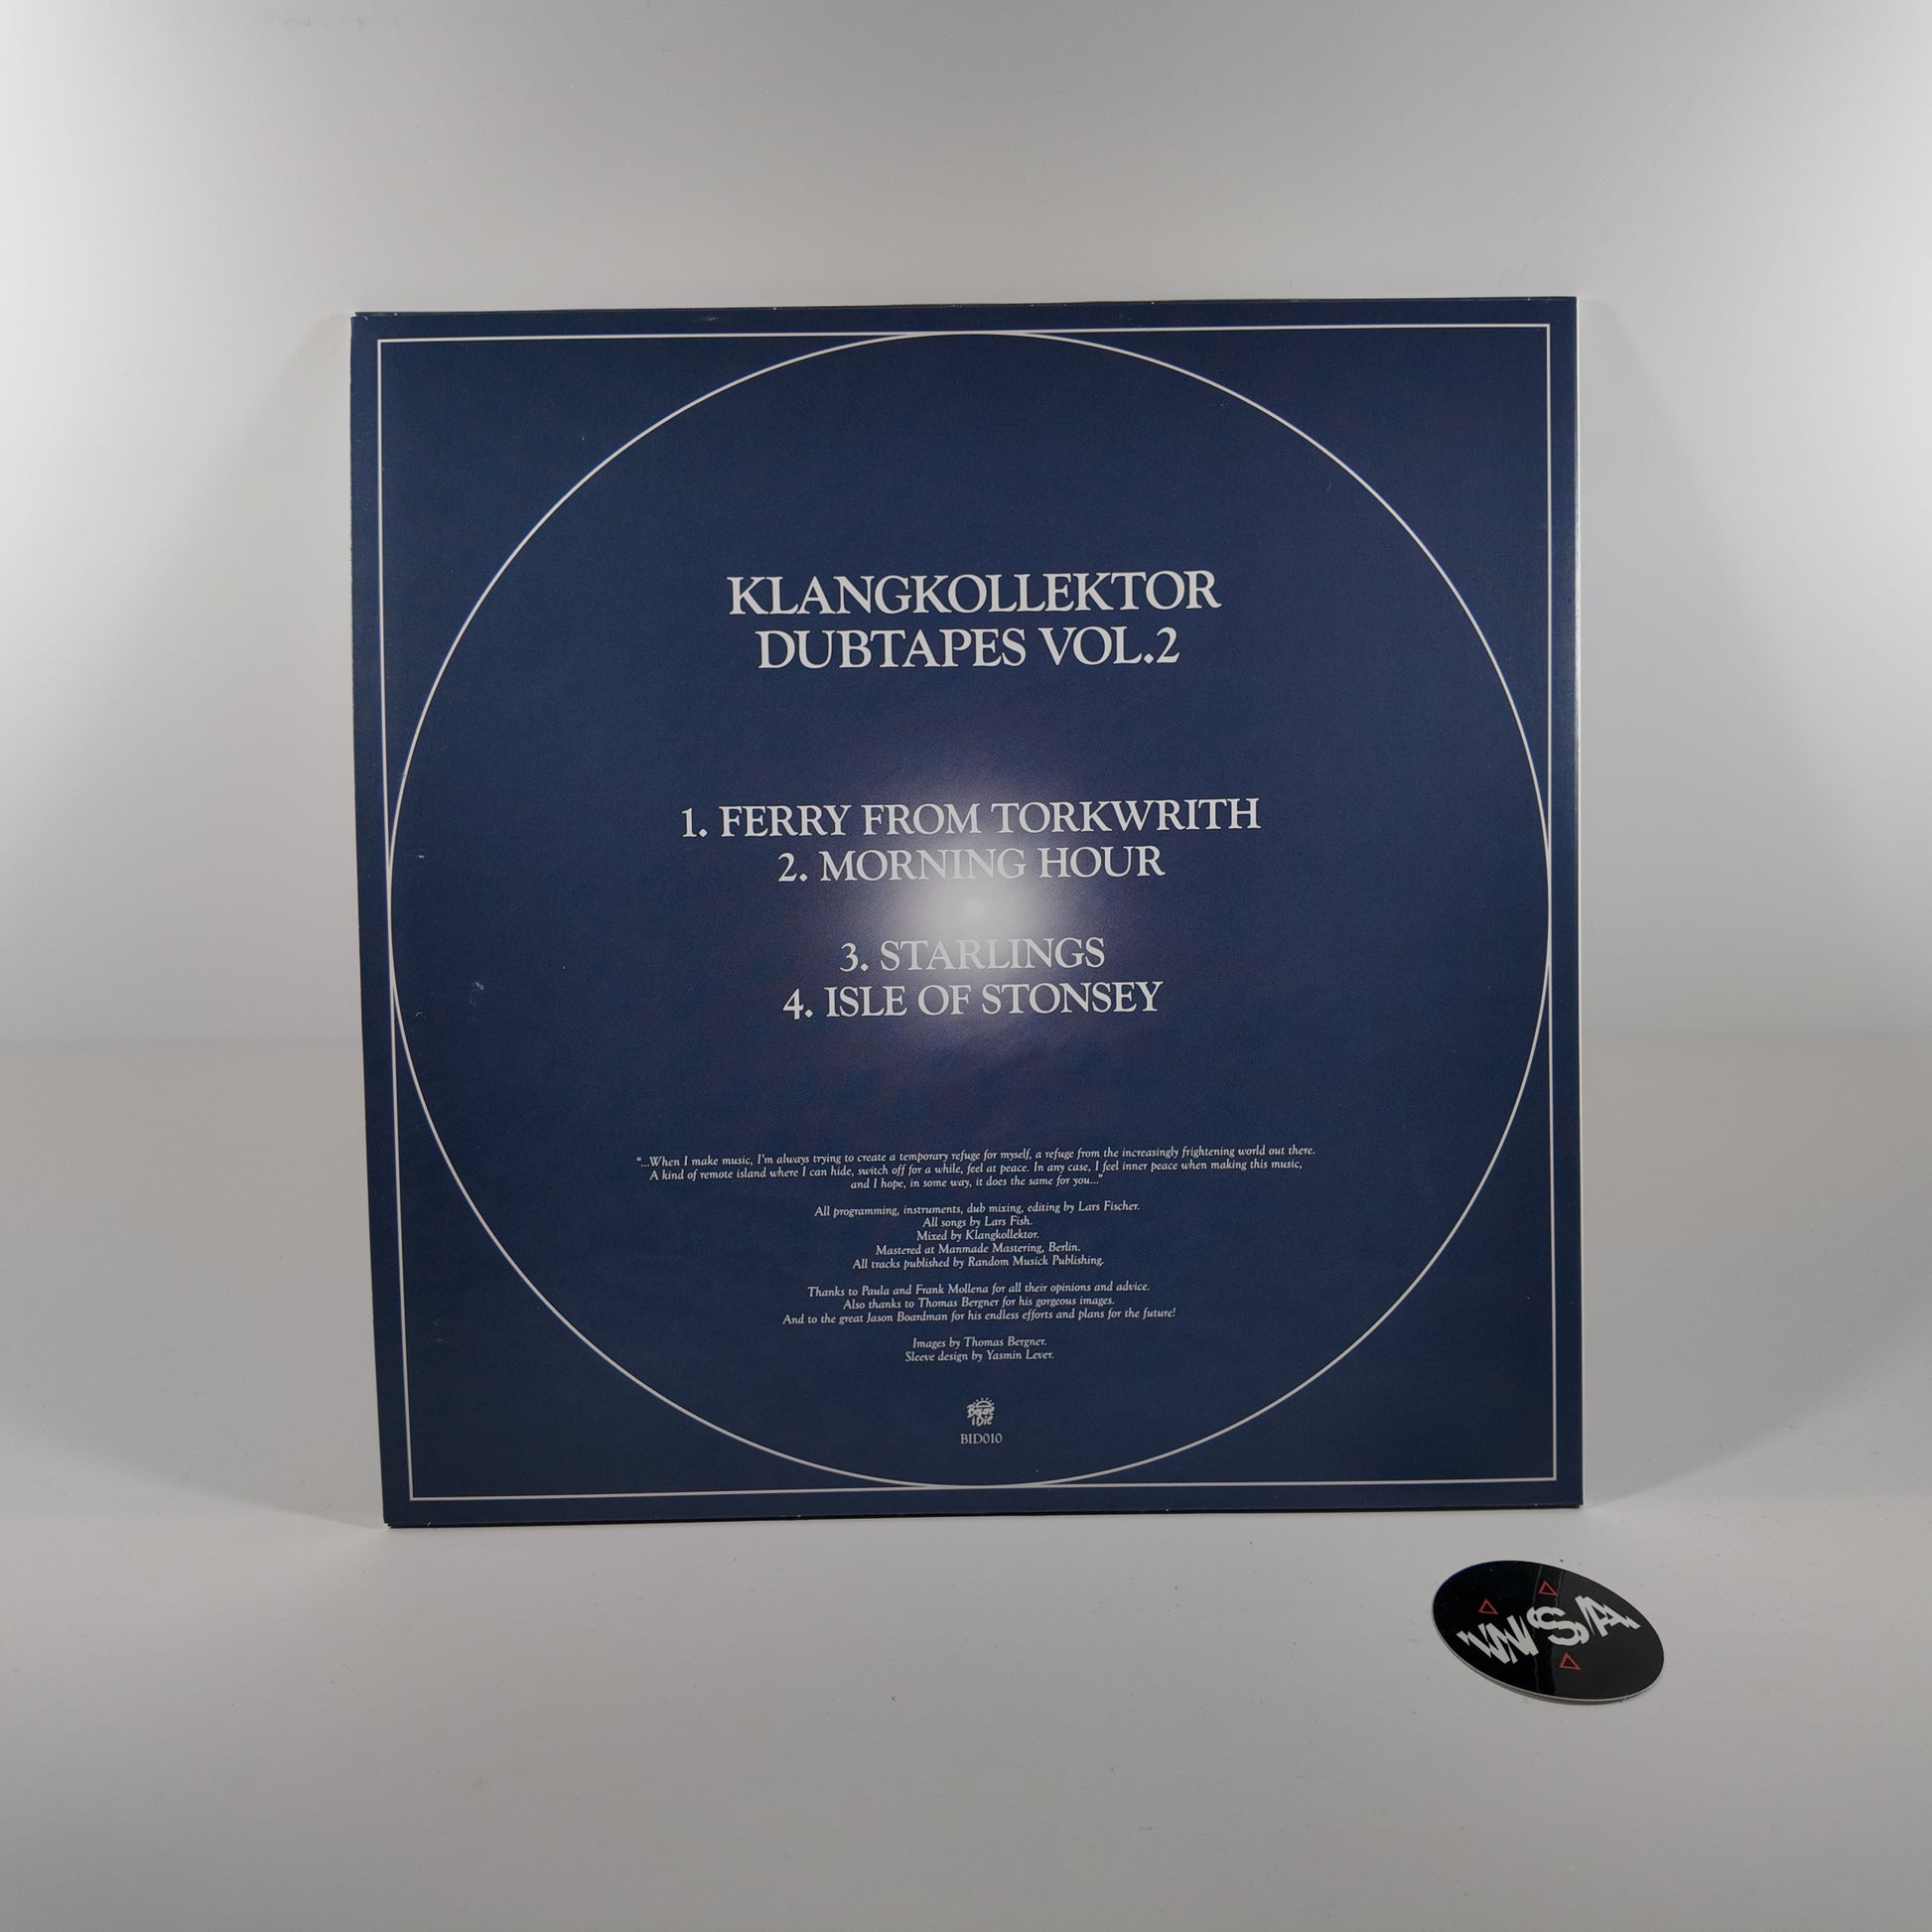 KLANGKOLLEKTOR
DUBTAPES VOL.2
1. FERRY FROM TORKWRITH
2. MORNING HOUR
3. STARLINGS
4. ISLE OF STONSEY
“...When I make music, I'm always trying to create a temporary refuge for myself, a refuge from the increasingly frightening world out there.
A kind of remote island where I can hide, switch off for a while, feel at peace. In any case, I feel inner peace when making this music,
and I hope, in some way, it does the same for you...”
All programming, instruments, dub mixing, editing by Lars Fischer.
All songs by Lars Fish.
Mixed by Klangkollektor.
Mastered at Manmade Mastering, Berlin.
All tracks published by Random Musick Publishing.
Thanks to Paula and Frank Mollena for all their opinions and advice.
Also thanks to Thomas Bergner for his gorgeous images.
And to the great Jason Boardman for his endless efforts and plans for the future!
Images by Thomas Bergner.
Sleeve design by Yasmin Lever.
Before
I Die
BID010
VVSA